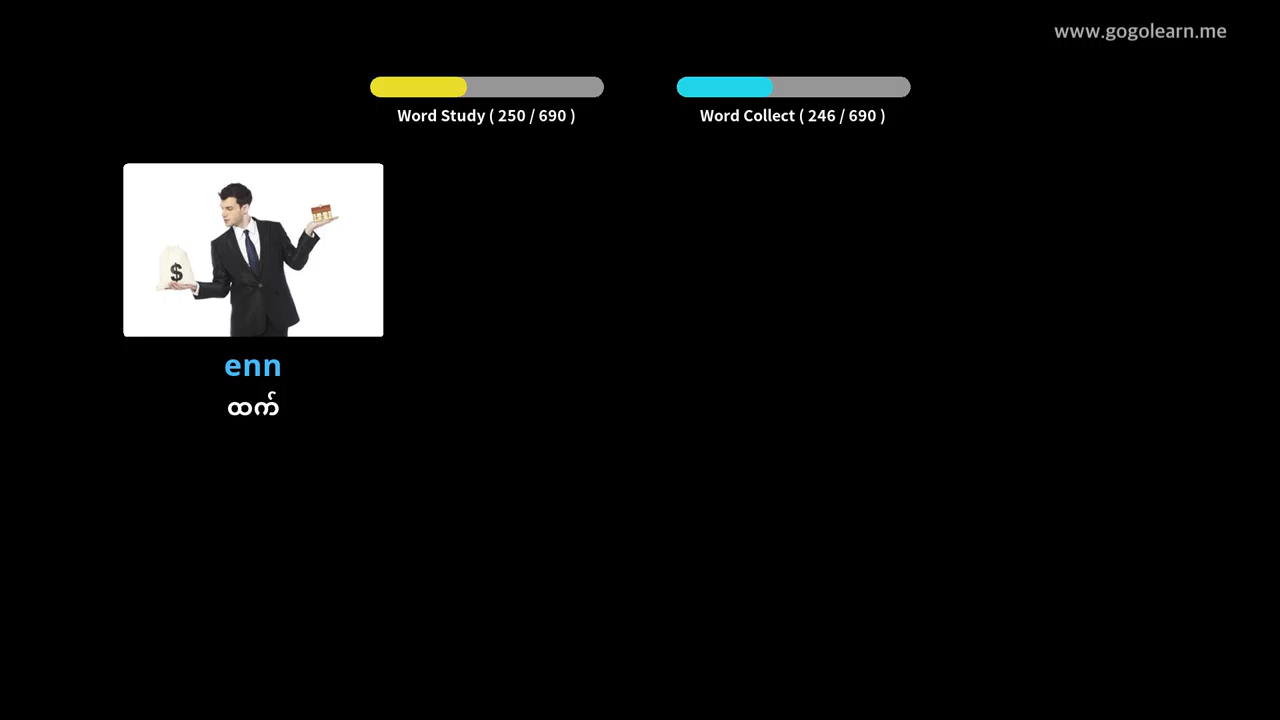 www.gogolearn.me
Word Study ( 250 / 690 )
Word Collect ( 246 / 690 )
$
enn
ထက်